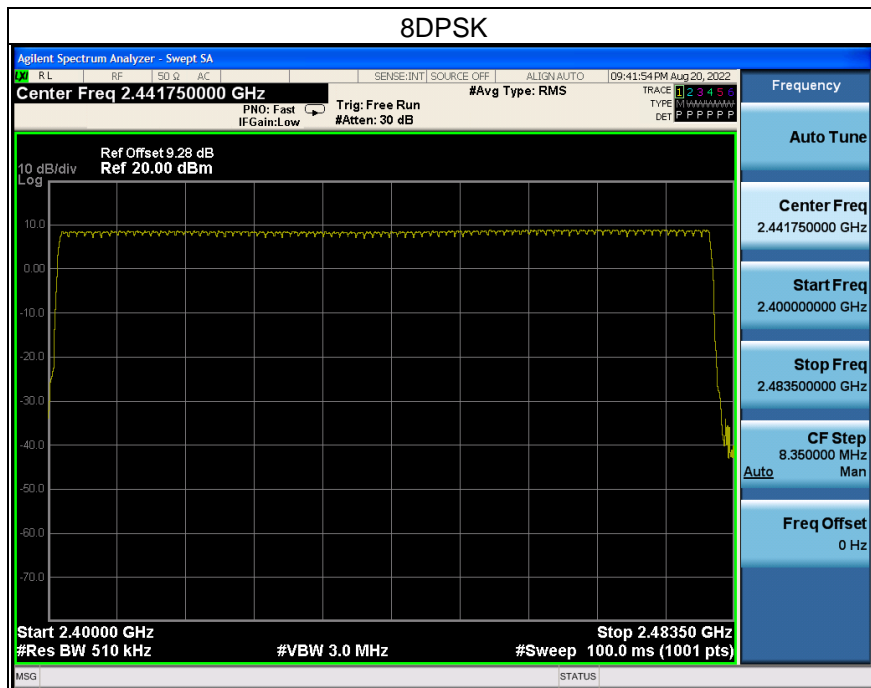 8DPSK
Agilent Spectrum Analyzer - Swept SA
LXI RL RF 50 Ω AC SENSE:INT SOURCE OFF ALIGN AUTO 09:41:54 PM Aug 20, 2022
Center Freq 2.441750000 GHz #Avg Type: RMS TRACE 1 2 3 4 5 6
PNO: Fast Trig: Free Run TYPE M
IFGain:Low #Atten: 30 dB DET P P P P P P
Frequency
Auto Tune
Center Freq
2.441750000 GHz
Start Freq
2.400000000 GHz
Stop Freq
2.483500000 GHz
CF Step
8.350000 MHz
Auto Man
Freq Offset
0 Hz
Ref Offset 9.28 dB
10 dB/div Ref 20.00 dBm
Log
10.0
0.00
-10.0
-20.0
-30.0
-40.0
-50.0
-60.0
-70.0
Start 2.40000 GHz Stop 2.48350 GHz
#Res BW 510 kHz #VBW 3.0 MHz #Sweep 100.0 ms (1001 pts)
MSG STATUS